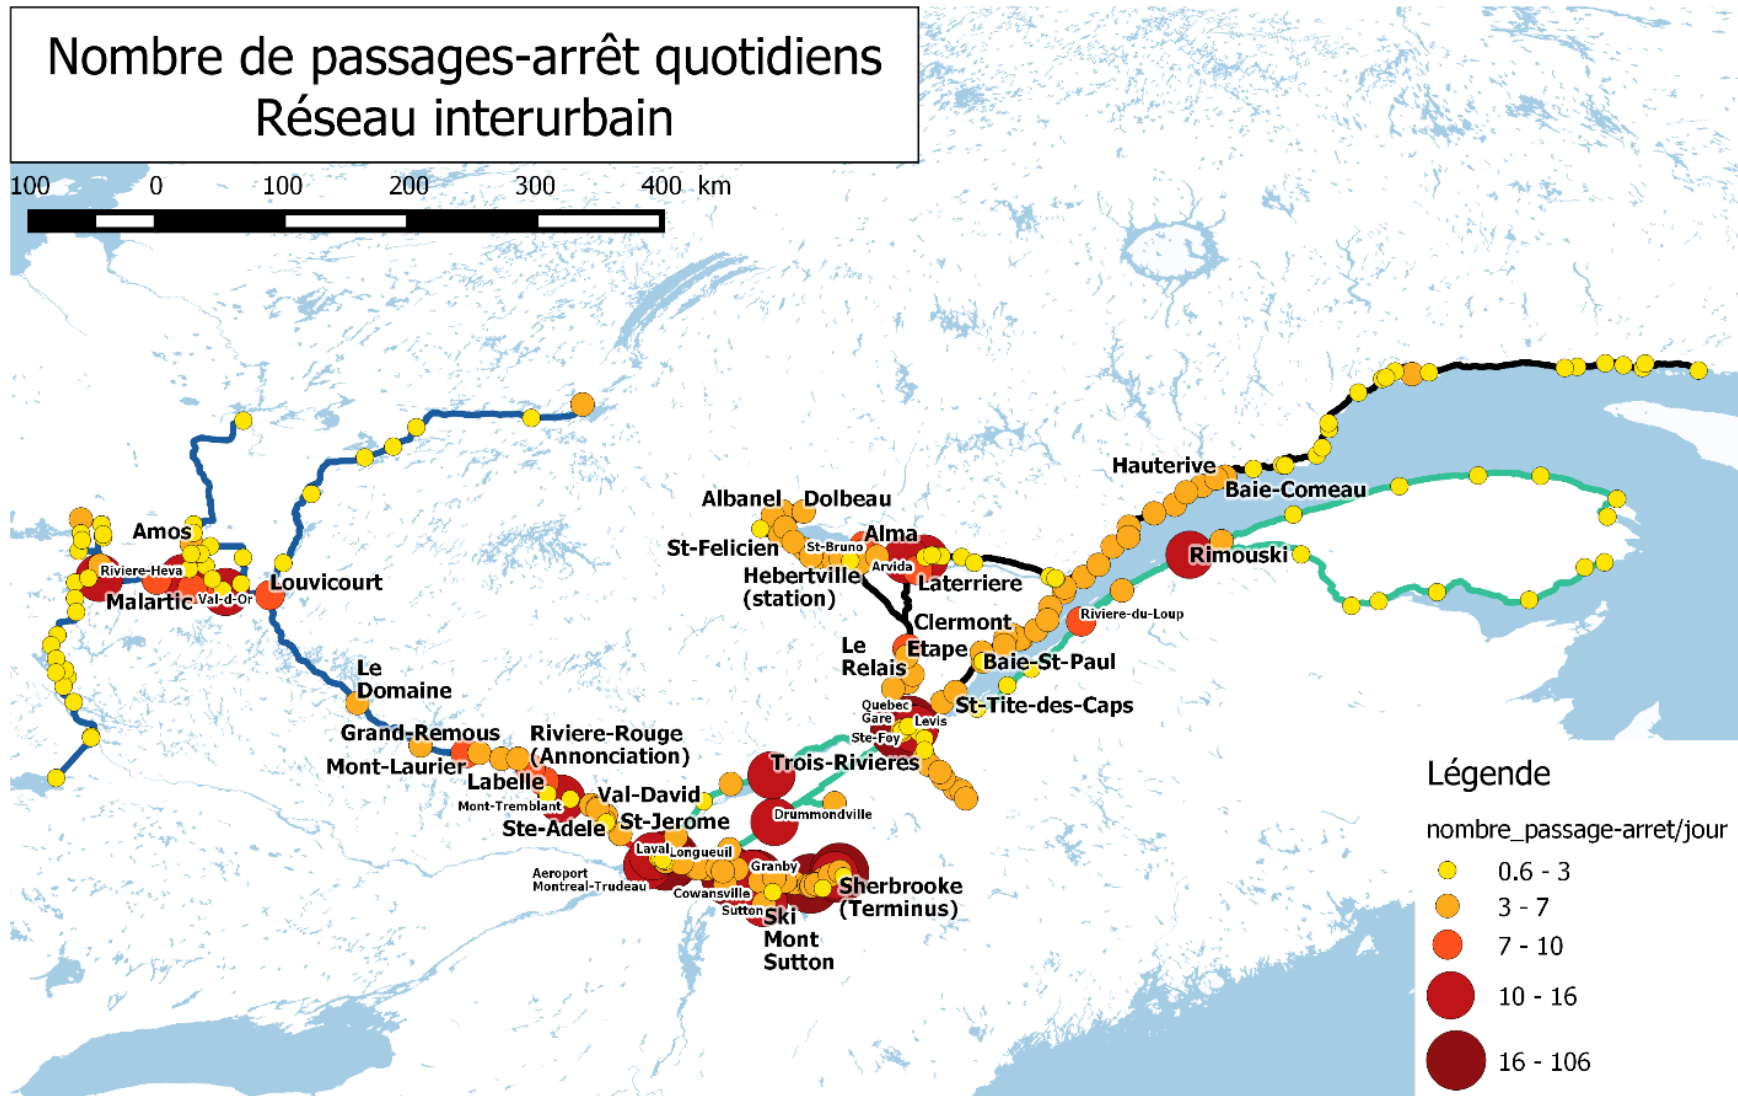 Nombre de passages-arrêt quotidiens
Réseau interurbain
100 0 100 200 300 400 km
Hauterive
Baie-Comeau
Albanel Dolbeau
Amos
Alma
St-Felicien
St-Bruno
Rimouski
Riviere-Heva
Arvida
Hebertville
(station)
Laterriere
Louvicourt
Malartic
Val-d-Or
Clermont
Riviere-du-Loup
Le
Relais
Etape
Baie-St-Paul
Le
Domaine
Quebec
Gare
Levis
St-Tite-des-Caps
Ste-Foy
Grand-Remous
Riviere-Rouge
(Annonciation)
Mont-Laurier
Trois-Rivieres
Labelle
Mont-Tremblant
Val-David
Drummondville
Ste-Adele
St-Jerome
Laval
Longueuil
Granby
Aeroport
Montreal-Trudeau
Cowansville
Sherbrooke
(Terminus)
Sutton
Ski
Mont
Sutton
Légende
nombre_passage-arret/jour
0.6 - 3
3 - 7
7 - 10
10 - 16
16 - 106